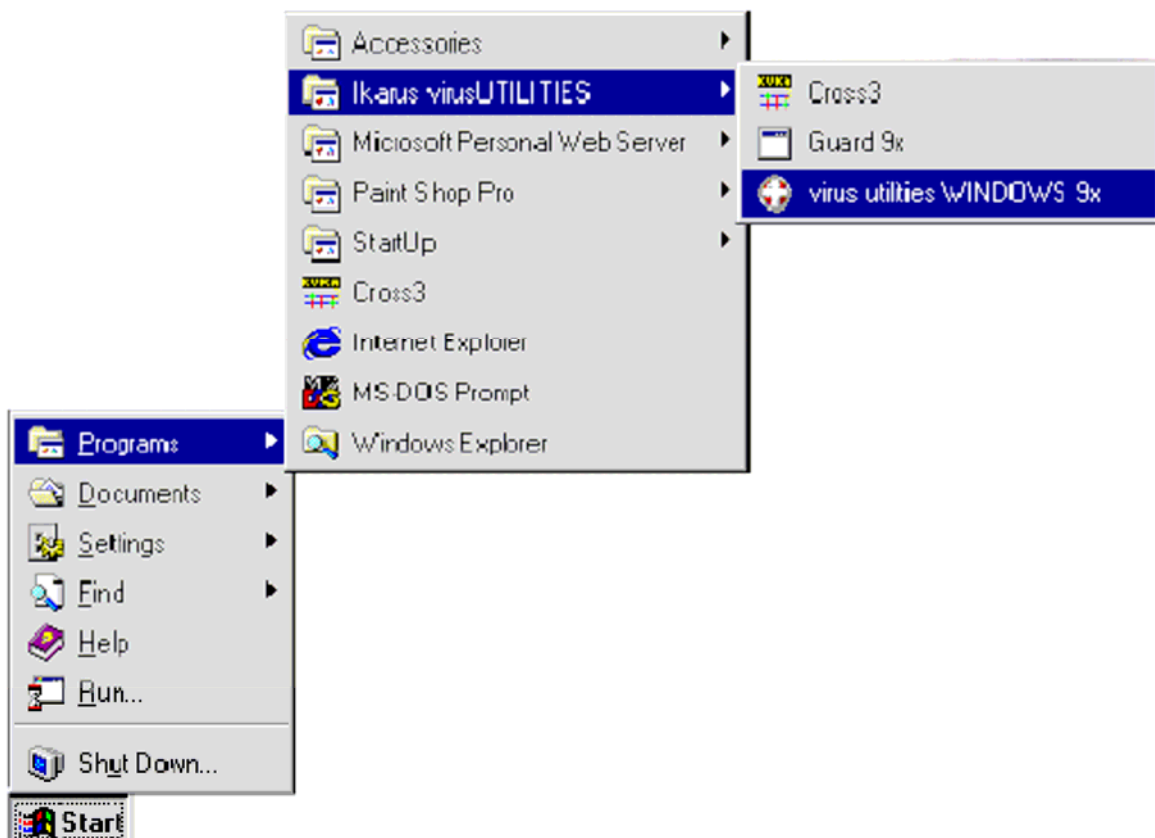 Accessories
Ikarus virusUTILITIES
Microsoft Personal Web Server
Paint Shop Pro
StartUp
Cross3
Internet Explorer
MS-DOS Prompt
Windows Explorer
Cross3
Guard 9x
virus utilties WINDOWS 9x
Programs
Documents
Settings
Find
Help
Run...
Shut Down...
Start